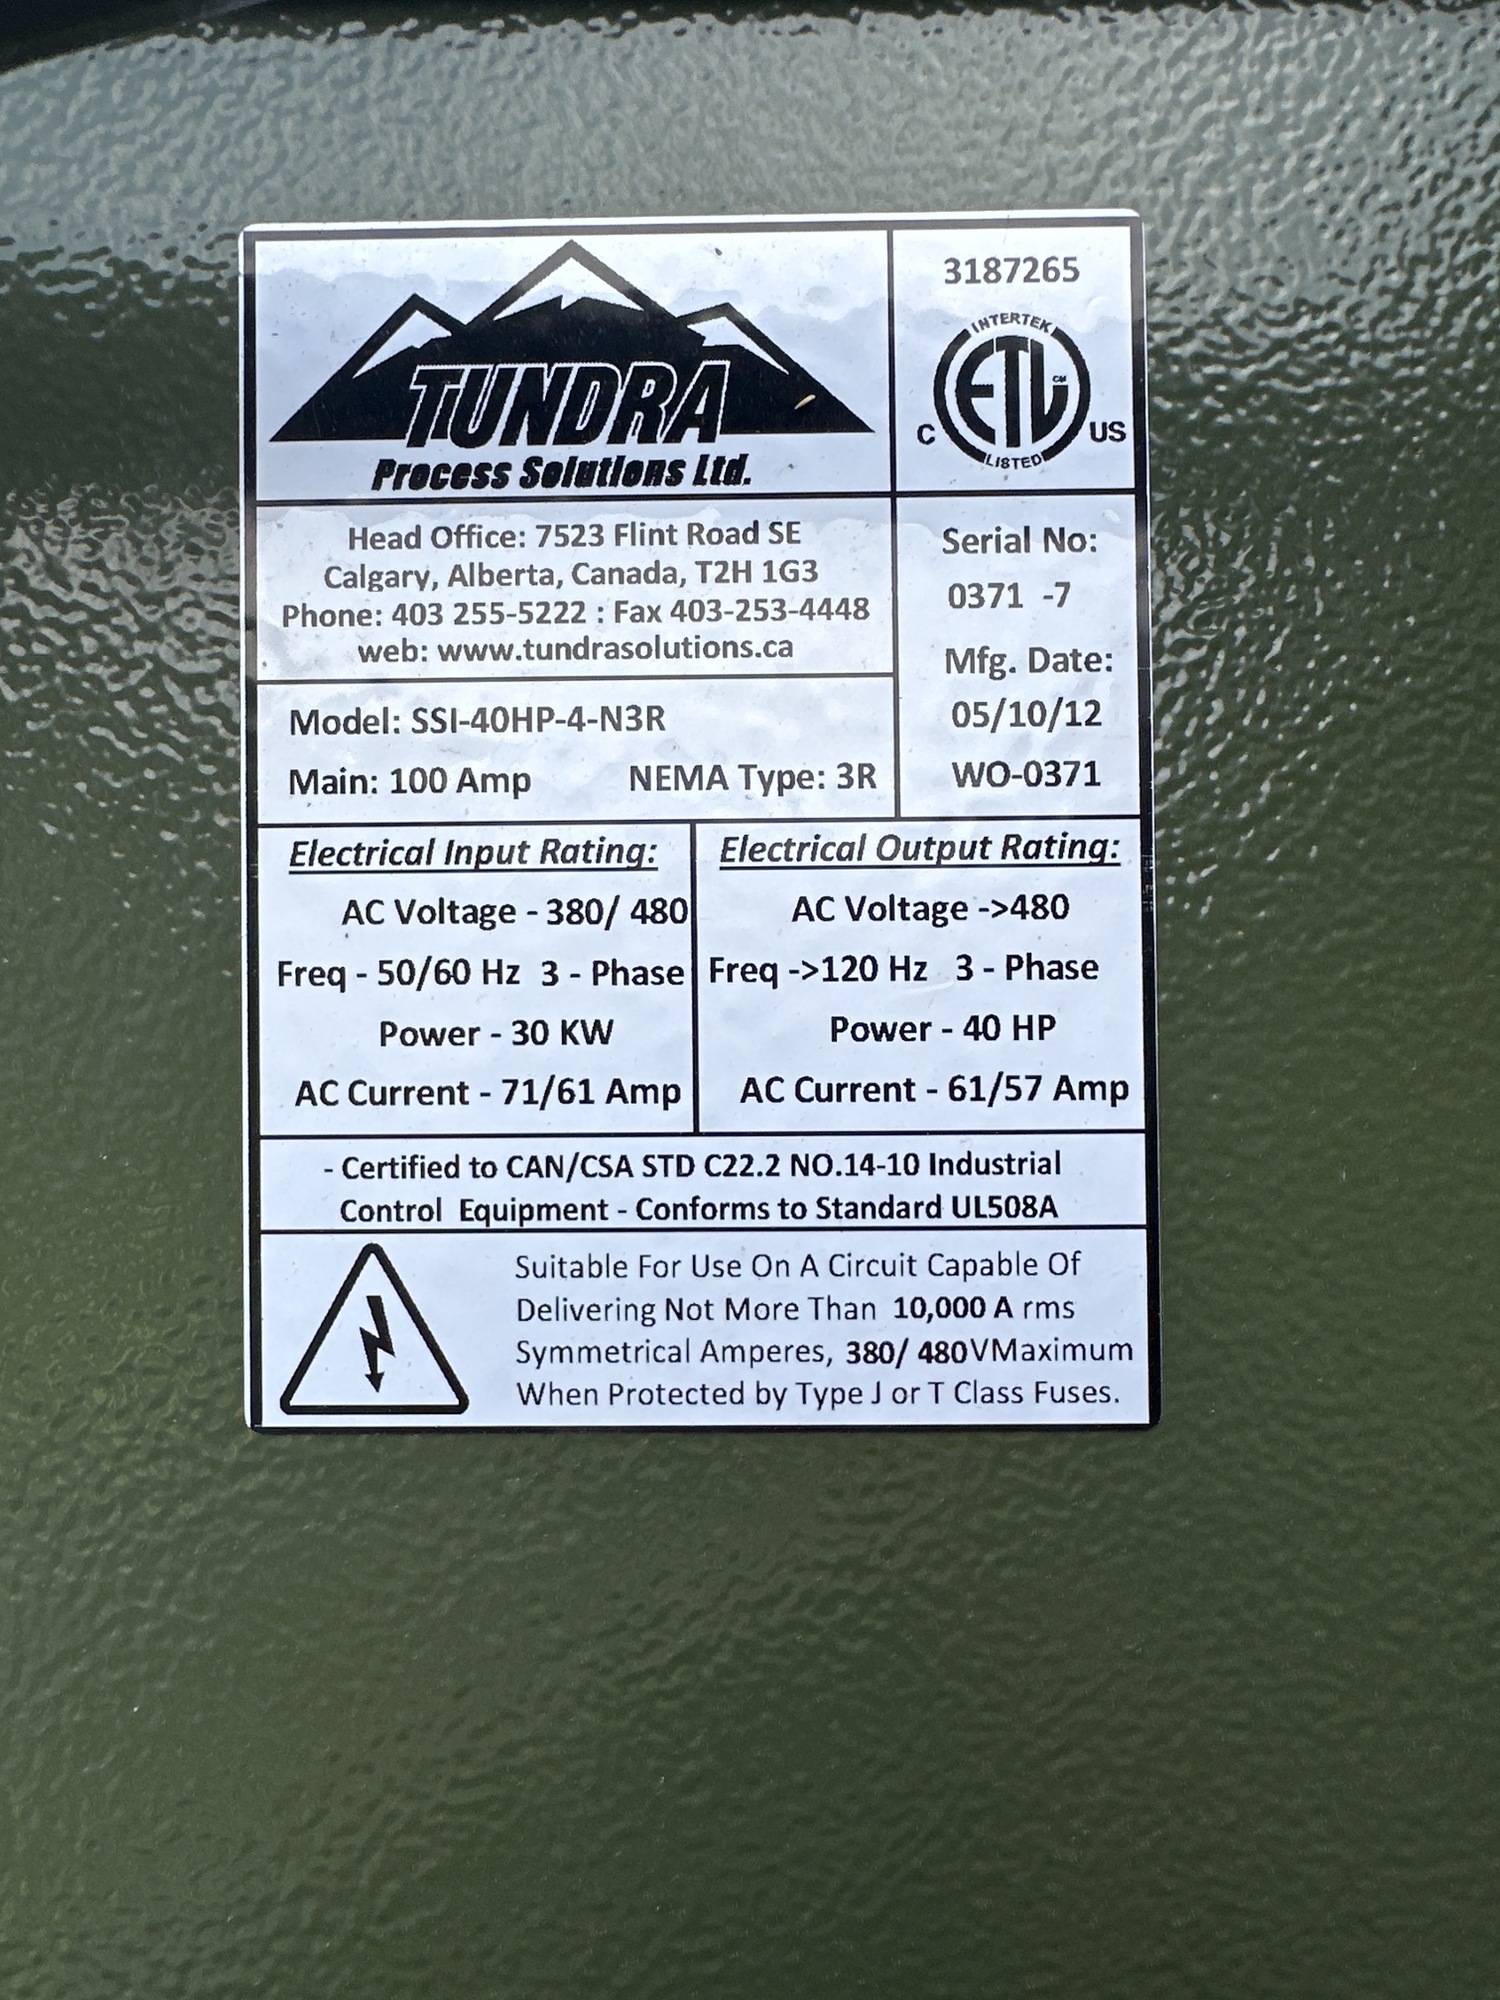 TUNDRA
Process Solutions Ltd.
3187265
INTERTEK
ETL CM
C US
LISTED
Head Office: 7523 Flint Road SE
Calgary, Alberta, Canada, T2H 1G3
Phone: 403 255-5222 : Fax 403-253-4448
web: www.tundrasolutions.ca
Serial No:
0371 -7
Mfg. Date:
05/10/12
WO-0371
Model: SSI-40HP-4-N3R
Main: 100 Amp NEMA Type: 3R
Electrical Input Rating:
AC Voltage - 380/ 480
Freq - 50/60 Hz 3 - Phase
Power - 30 KW
AC Current - 71/61 Amp
Electrical Output Rating:
AC Voltage ->480
Freq ->120 Hz 3 - Phase
Power - 40 HP
AC Current - 61/57 Amp
- Certified to CAN/CSA STD C22.2 NO.14-10 Industrial
Control Equipment - Conforms to Standard UL508A
Suitable For Use On A Circuit Capable Of
Delivering Not More Than 10,000 A rms
Symmetrical Amperes, 380/ 480VMaximum
When Protected by Type J or T Class Fuses.